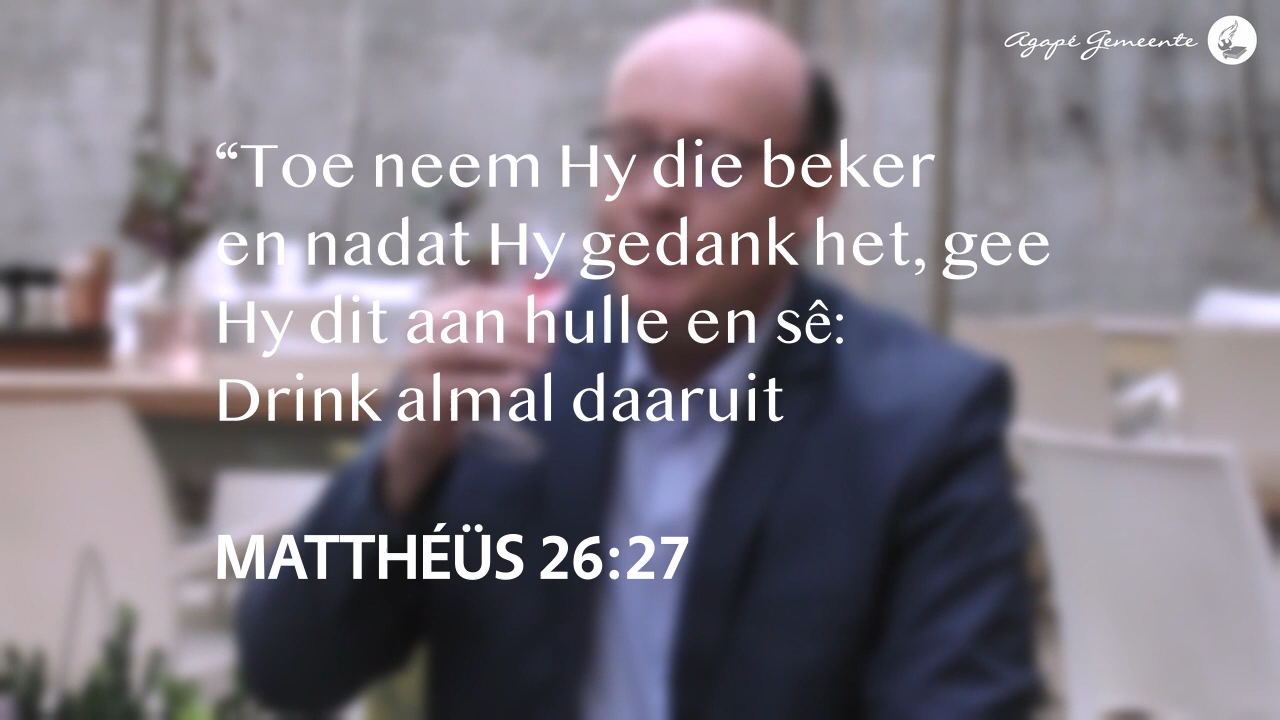 Agapé Gemeente
“Toe neem Hy die beker
en nadat Hy gedank het, gee
Hy dit aan hulle en sê:
Drink almal daaruit
MATTHÉÜS 26:27